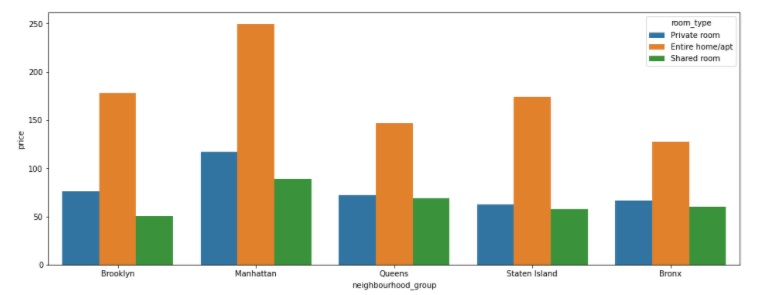 room_type
Private room
Entire home/apt
Shared room
250
200
150
100
50
0
price
Brooklyn Manhattan Queens Staten Island Bronx
neighbourhood_group